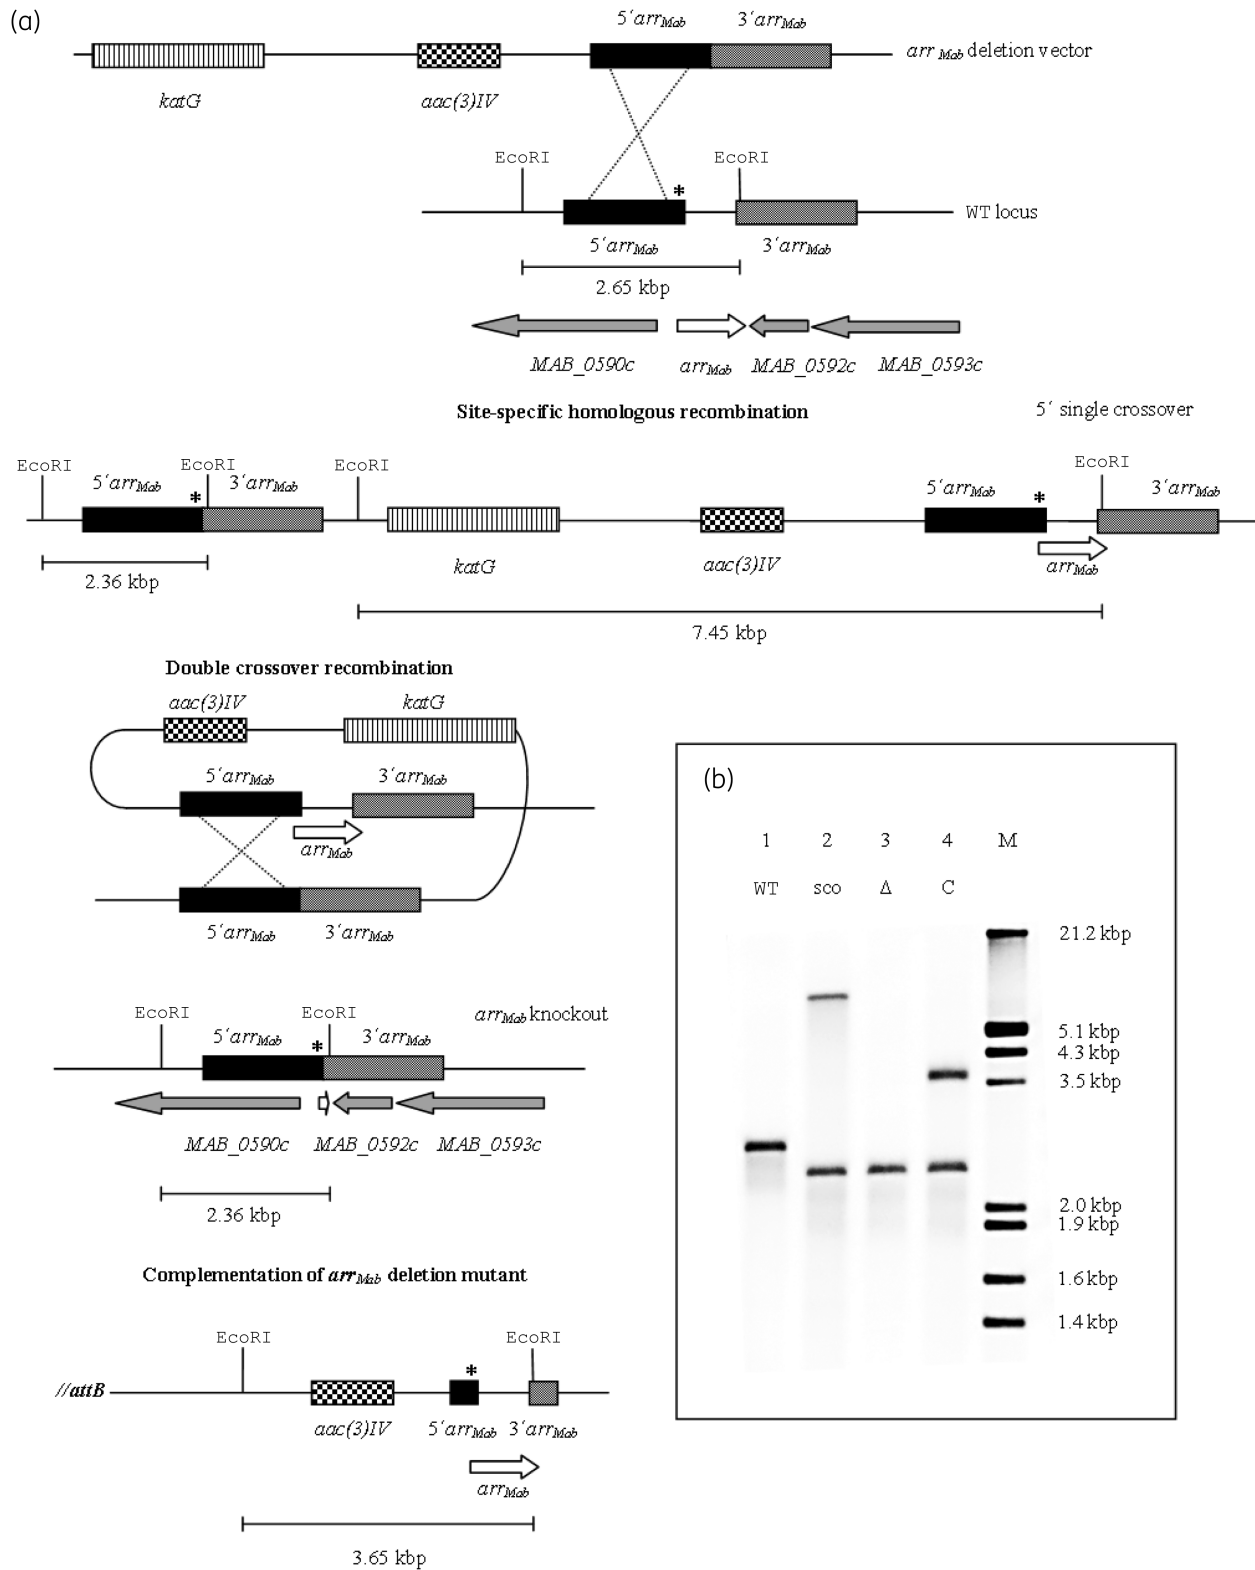 (a)
5‘arrMab 3‘arrMab
arr Mab deletion vector
katG aac(3)IV
EcoRI EcoRI
*
WT locus
5‘arrMab 3‘arrMab
2.65 kbp
MAB_0590c arrMab MAB_0592c MAB_0593c
Site-specific homologous recombination
5‘ single crossover
EcoRI 5‘arrMab * EcoRI 3‘arrMab EcoRI 5‘arrMab * EcoRI 3‘arrMab
katG aac(3)IV arrMab
2.36 kbp
7.45 kbp
Double crossover recombination
aac(3)IV katG
5‘arrMab 3‘arrMab
arrMab
5‘arrMab 3‘arrMab
EcoRI EcoRI
arrMab knockout
5‘arrMab * 3‘arrMab
MAB_0590c MAB_0592c MAB_0593c
2.36 kbp
Complementation of arrMab deletion mutant
EcoRI EcoRI
*
//attB
aac(3)IV 5‘arrMab 3‘arrMab
arrMab
3.65 kbp
(b)
1 2 3 4 M
WT sco Δ C
21.2 kbp
5.1 kbp
4.3 kbp
3.5 kbp
2.0 kbp
1.9 kbp
1.6 kbp
1.4 kbp